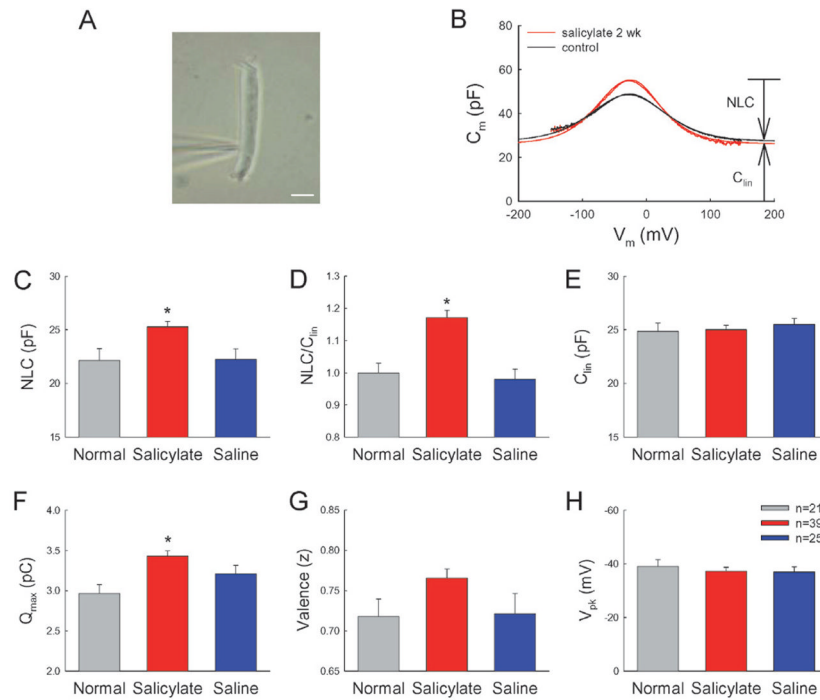 A
B
salicylate 2 wk
control
C_m (pF)
80
60
40
20
0
-200
-100
0
100
200
V_m (mV)
NLC
C_lin
C
NLC (pF)
30
25
20
15
Normal
Salicylate
Saline
*
D
NLC/C_lin
1.3
1.2
1.1
1.0
0.9
0.8
Normal
Salicylate
Saline
*
E
C_lin (pF)
30
25
20
15
Normal
Salicylate
Saline
F
Q_max (pC)
4.0
3.5
3.0
2.5
2.0
Normal
Salicylate
Saline
*
G
Valence (z)
0.85
0.80
0.75
0.70
0.65
Normal
Salicylate
Saline
H
V_pk (mV)
-60
-40
-20
0
Normal
Salicylate
Saline
n=21
n=39
n=25